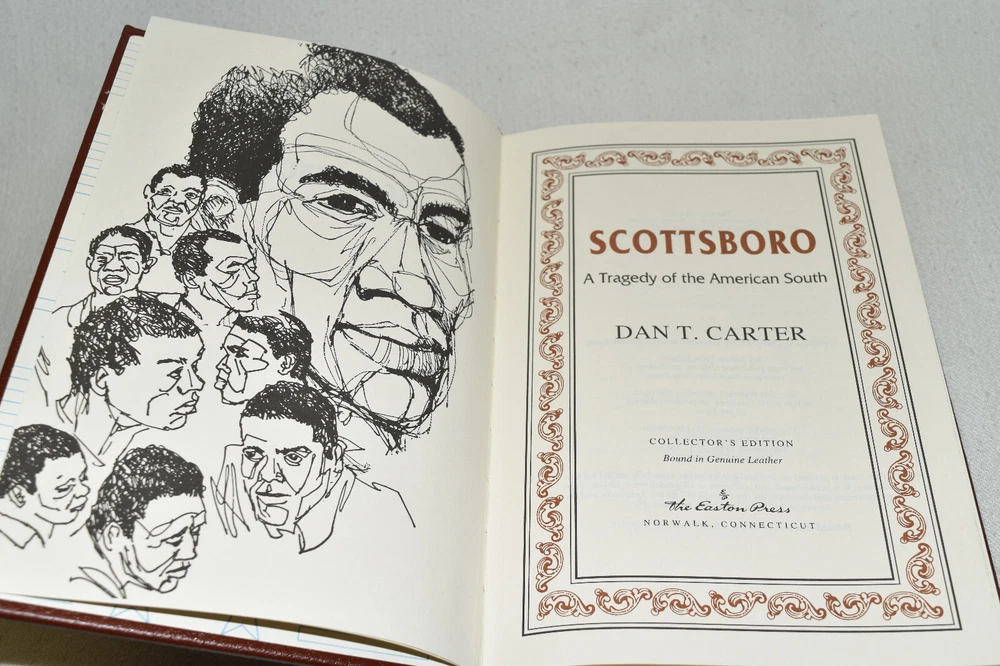 SCOTTSBORO
A Tragedy of the American South
DAN T. CARTER
COLLECTOR'S EDITION
Bound in Genuine Leather
The Easton Press
NORWALK, CONNECTICUT